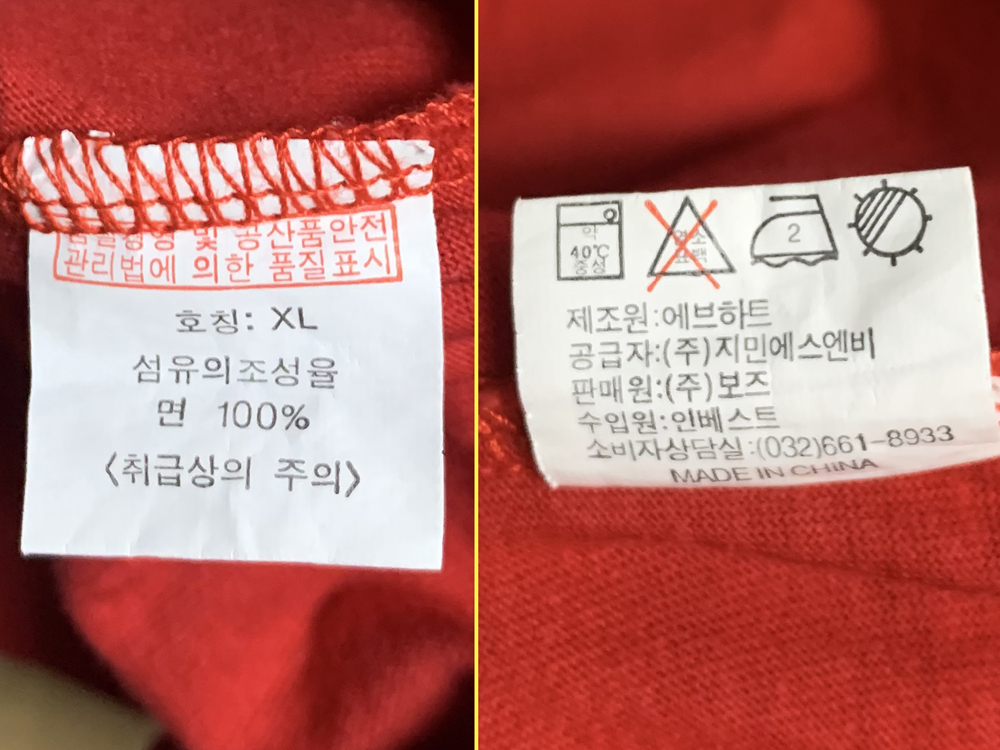 및 공산품안전
관리법에 의한 품질표시
호칭: XL
섬유의조성율
면 100%
〈취급상의 주의〉
약
40℃
중성
염소
표백
2
제조원:에브하트
공급자:(주)지민에스엔비
판매원:(주)보즈
수입원:인베스트
소비자상담실:(032)661-8933
MADE IN CHINA